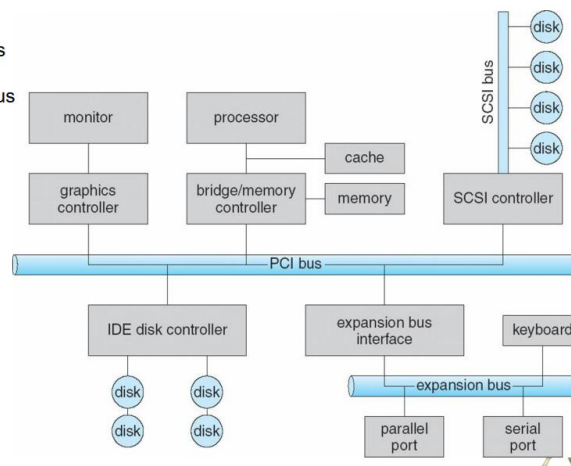 s
us
disk
disk
disk
disk
SCSI bus
monitor
processor
cache
graphics
controller
bridge/memory
controller
memory
SCSI controller
PCI bus
IDE disk controller
expansion bus
interface
keyboard
disk
disk
disk
disk
expansion bus
parallel
port
serial
port